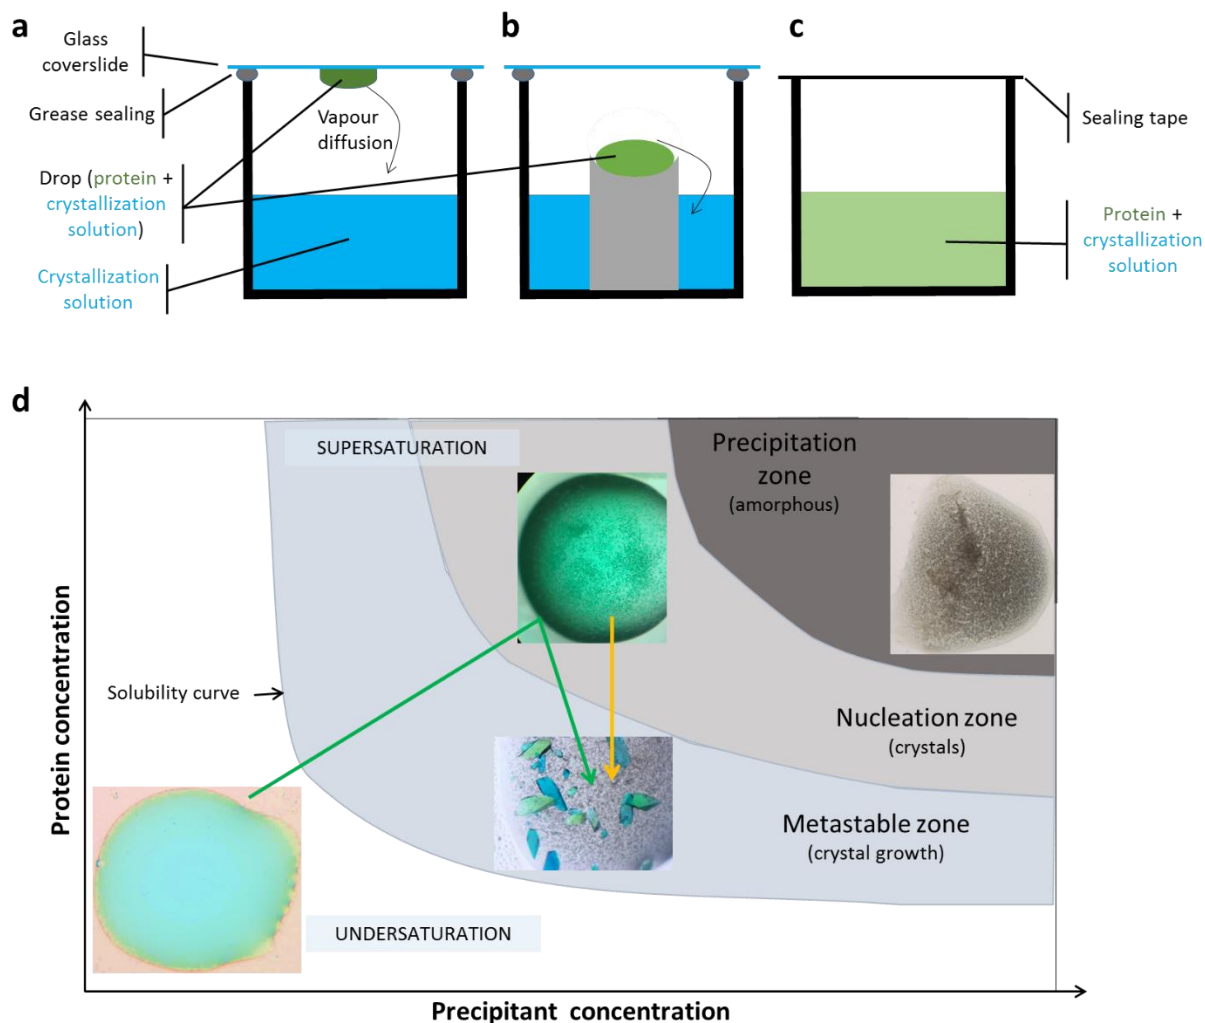 a
b
c
Glass
coverslide
Grease sealing
Vapour
diffusion
Sealing tape
Drop (protein +
crystallization
solution)
Crystallization
solution
Protein +
crystallization
solution
d
SUPERSATURATION
Precipitation
zone
(amorphous)
Protein concentration
Solubility curve
Nucleation zone
(crystals)
Metastable zone
(crystal growth)
UNDERSATURATION
Precipitant concentration